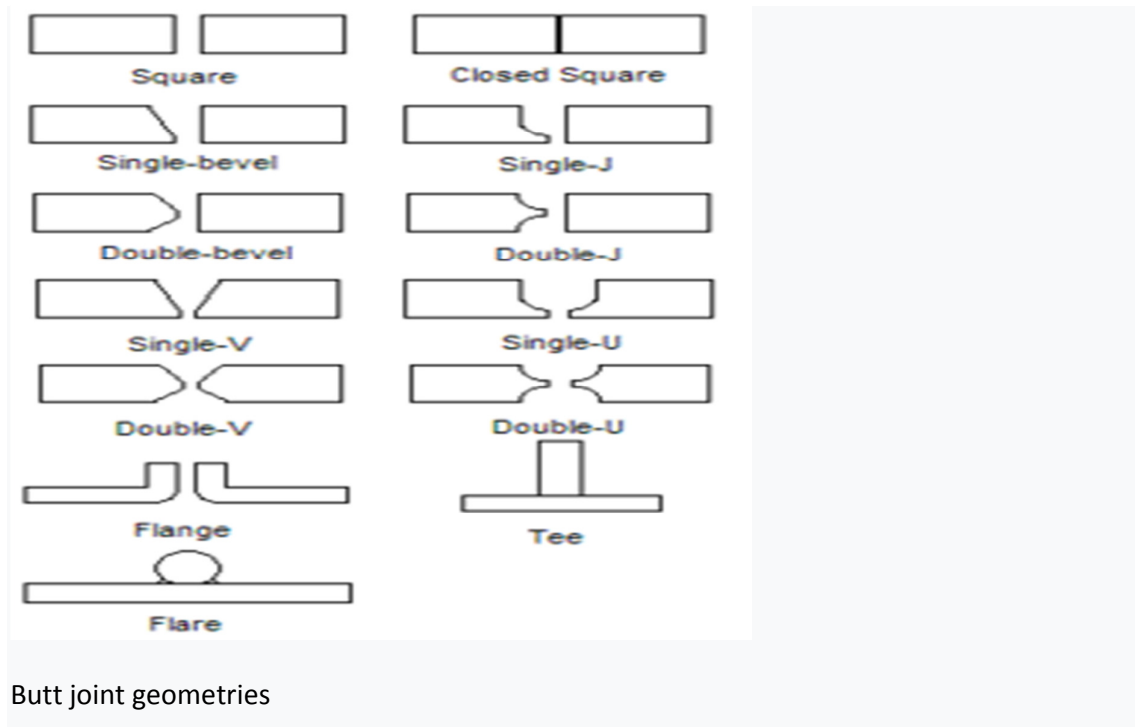 Square
Closed Square
Single-bevel
Single-J
Double-bevel
Double-J
Single-V
Single-U
Double-V
Double-U
Flange
Tee
Flare
Butt joint geometries